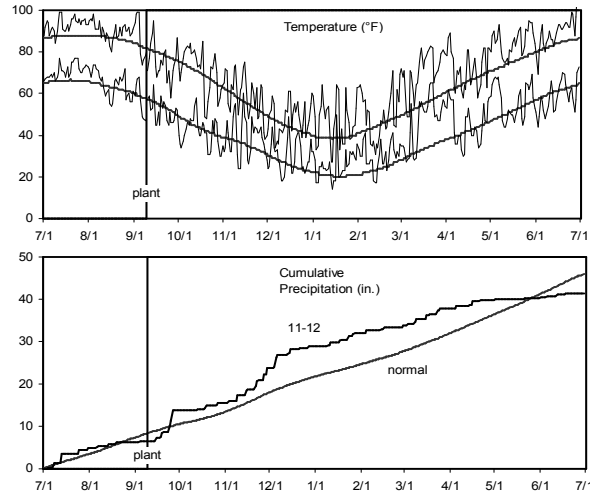 Temperature (°F)
100
80
60
40
20
0
plant
7/1 8/1 9/1 10/1 11/1 12/1 1/1 2/1 3/1 4/1 5/1 6/1 7/1
50
40
30
20
10
0
Cumulative
Precipitation (in.)
11-12
normal
plant
7/1 8/1 9/1 10/1 11/1 12/1 1/1 2/1 3/1 4/1 5/1 6/1 7/1